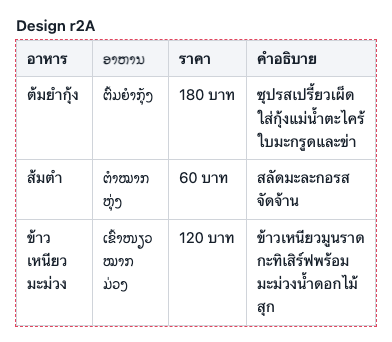 Design r2A
อาหาร ອາຫານ ราคา คำอธิบาย
ต้มยำกุ้ง ຕົ້ມຍຳກຸ້ງ 180 บาท ซุปรสเปรี้ยวเผ็ด
ใส่กุ้งแม่น้ำตะไคร้
ใบมะกรูดและข่า
ส้มตำ ຕຳໝາກ 60 บาท สลัดมะละกอรส
ຫຸ່ງ จัดจ้าน
ข้าว ເຂົ້າໜຽວ 120 บาท ข้าวเหนียวมูนราด
เหนียว ໝາກ กะทิเสิร์ฟพร้อม
มะม่วง ມ່ວງ มะม่วงน้ำดอกไม้
สุก